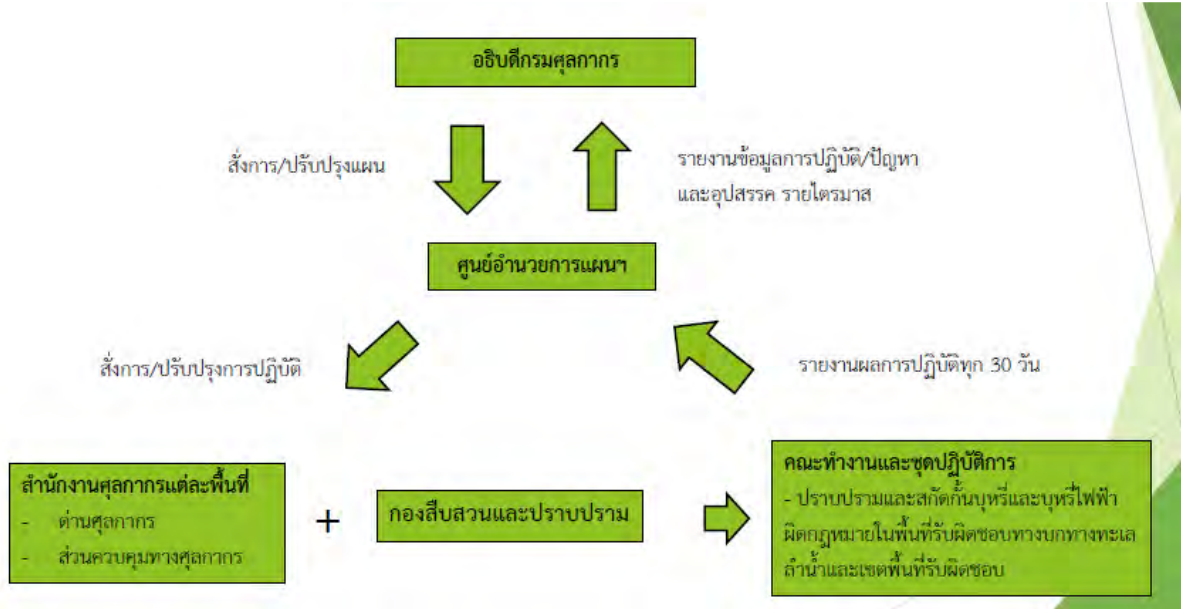 อธิบดีกรมศุลกากร
สั่งการ/ปรับปรุงแผน
รายงานข้อมูลการปฏิบัติ/ปัญหา
และอุปสรรค รายไตรมาส
ศูนย์อำนวยการแผนฯ
สั่งการ/ปรับปรุงการปฏิบัติ
รายงานผลการปฏิบัติทุก 30 วัน
สำนักงานศุลกากรแต่ละพื้นที่
- ด่านศุลกากร
- ส่วนควบคุมทางศุลกากร
+
กองสืบสวนและปราบปราม
คณะทำงานและชุดปฏิบัติการ
- ปราบปรามและสกัดกั้นบุหรี่และบุหรี่ไฟฟ้า
ผิดกฎหมายในพื้นที่รับผิดชอบทางบกทางทะเล
ลำน้ำและเขตพื้นที่รับผิดชอบ